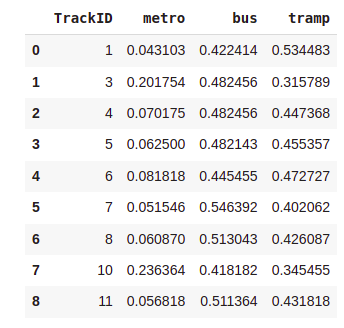 TrackID metro bus tramp
0 1 0.043103 0.422414 0.534483
1 3 0.201754 0.482456 0.315789
2 4 0.070175 0.482456 0.447368
3 5 0.062500 0.482143 0.455357
4 6 0.081818 0.445455 0.472727
5 7 0.051546 0.546392 0.402062
6 8 0.060870 0.513043 0.426087
7 10 0.236364 0.418182 0.345455
8 11 0.056818 0.511364 0.431818